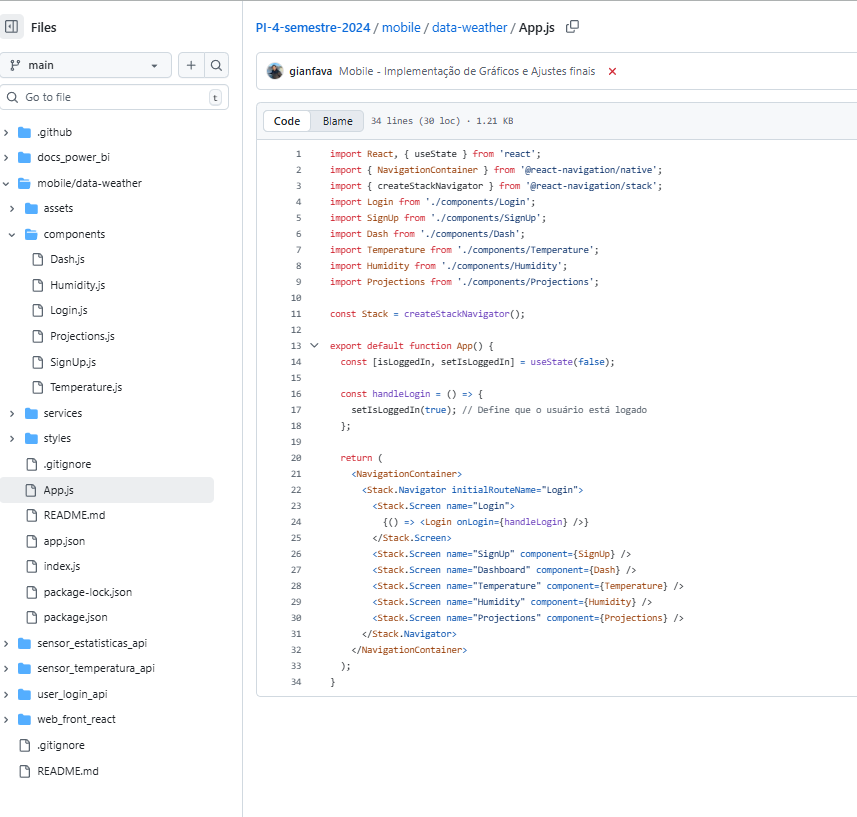 Files
main
Go to file
t
.github
docs_power_bi
mobile/data-weather
assets
components
Dash.js
Humidity.js
Login.js
Projections.js
SignUp.js
Temperature.js
services
styles
.gitignore
App.js
README.md
app.json
index.js
package-lock.json
package.json
sensor_estatisticas_api
sensor_temperatura_api
user_login_api
web_front_react
.gitignore
README.md
PI-4-semestre-2024 / mobile / data-weather / App.js
gianfava Mobile - Implementação de Gráficos e Ajustes finais
Code Blame 34 lines (30 loc) · 1.21 KB
1 import React, { useState } from 'react';
2 import { NavigationContainer } from '@react-navigation/native';
3 import { createStackNavigator } from '@react-navigation/stack';
4 import Login from './components/Login';
5 import SignUp from './components/SignUp';
6 import Dash from './components/Dash';
7 import Temperature from './components/Temperature';
8 import Humidity from './components/Humidity';
9 import Projections from './components/Projections';
10
11 const Stack = createStackNavigator();
12
13 export default function App() {
14 const [isLoggedIn, setIsLoggedIn] = useState(false);
15
16 const handleLogin = () => {
17 setIsLoggedIn(true); // Define que o usuário está logado
18 };
19
20 return (
21 <NavigationContainer>
22 <Stack.Navigator initialRouteName="Login">
23 <Stack.Screen name="Login">
24 {() => <Login onLogin={handleLogin} />}
25 </Stack.Screen>
26 <Stack.Screen name="SignUp" component={SignUp} />
27 <Stack.Screen name="Dashboard" component={Dash} />
28 <Stack.Screen name="Temperature" component={Temperature} />
29 <Stack.Screen name="Humidity" component={Humidity} />
30 <Stack.Screen name="Projections" component={Projections} />
31 </Stack.Navigator>
32 </NavigationContainer>
33 );
34 }